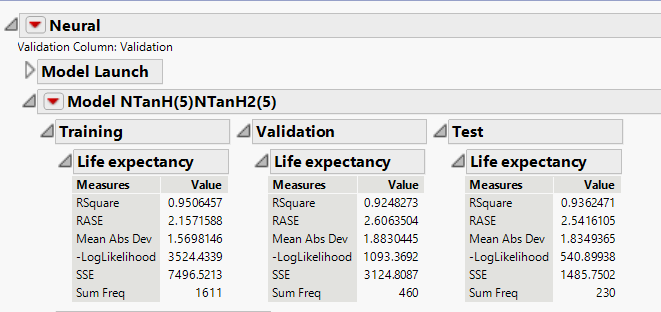 Neural
Validation Column: Validation
Model Launch
Model NTanH(5)NTanH2(5)
Training
Life expectancy
Measures Value
RSquare 0.9506457
RASE 2.1571588
Mean Abs Dev 1.5698146
-LogLikelihood 3524.4339
SSE 7496.5213
Sum Freq 1611
Validation
Life expectancy
Measures Value
RSquare 0.9248273
RASE 2.6063504
Mean Abs Dev 1.8830445
-LogLikelihood 1093.3692
SSE 3124.8087
Sum Freq 460
Test
Life expectancy
Measures Value
RSquare 0.9362471
RASE 2.5416105
Mean Abs Dev 1.8349365
-LogLikelihood 540.89938
SSE 1485.7502
Sum Freq 230